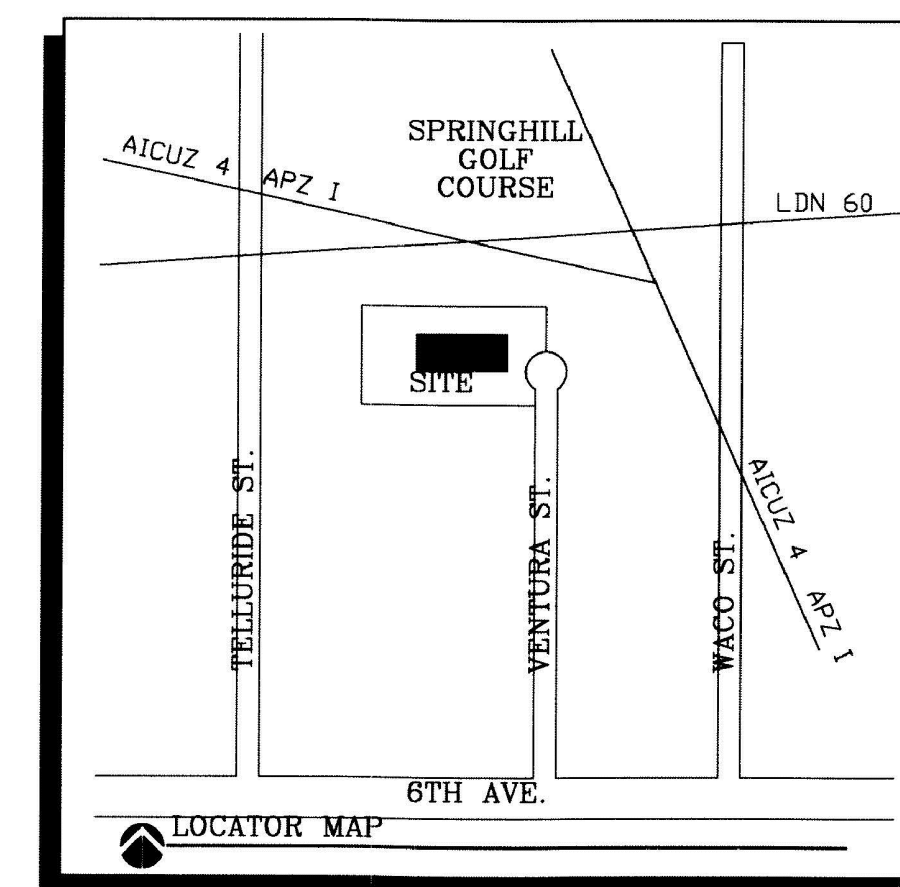 SPRINGHILL
GOLF
COURSE
AICUZ 4 APZ I
LDN 60
SITE
TELLURIDE ST.
VENTURA ST.
WACO ST.
AICUZ 4 APZ I
6TH AVE.
LOCATOR MAP